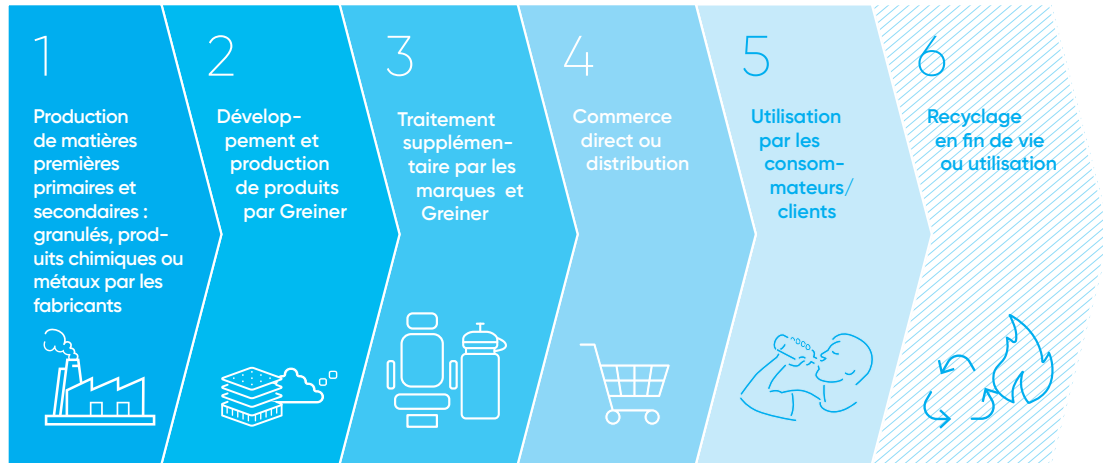 1
Production
de matières
premières
primaires et
secondaires :
granulés, prod-
uits chimiques ou
métaux par les
fabricants
2
Dévelop-
pement et
production
de produits
par Greiner
3
Traitement
supplémen-
taire par les
marques et
Greiner
4
Commerce
direct ou
distribution
5
Utilisation
par les
consom-
mateurs/
clients
6
Recyclage
en fin de vie
ou utilisation